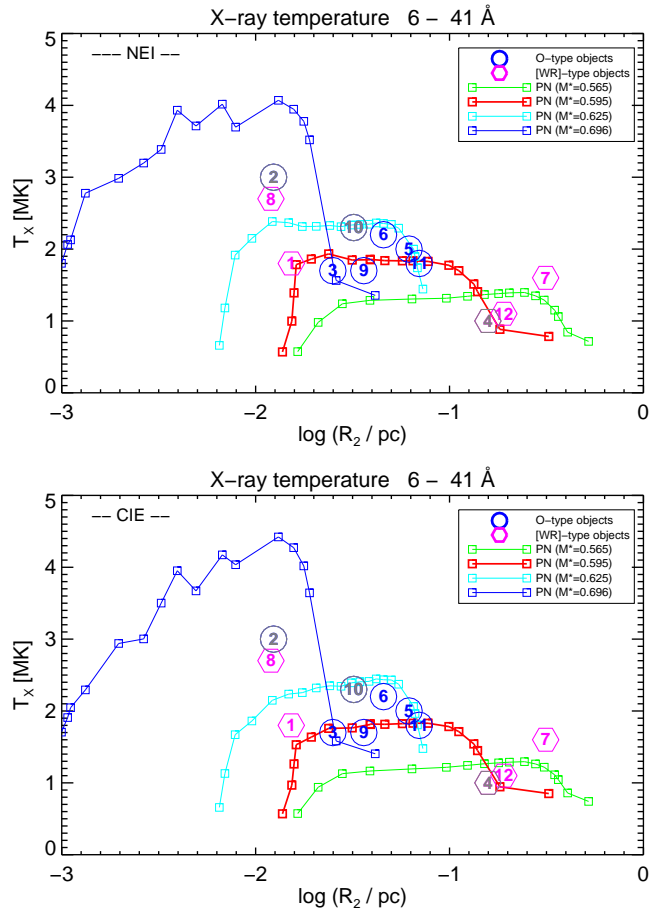 X-ray temperature 6 – 41 Å
––– NEI ––––
O-type objects
[WR]-type objects
PN (M*=0.565)
PN (M*=0.595)
PN (M*=0.625)
PN (M*=0.696)
5
4
3
2
1
0
T_X [MK]
2
8
10
6
5
1
3
9
11
7
12
4
−3
−2
−1
0
log (R_2 / pc)
X-ray temperature 6 – 41 Å
–– CIE ––
O-type objects
[WR]-type objects
PN (M*=0.565)
PN (M*=0.595)
PN (M*=0.625)
PN (M*=0.696)
5
4
3
2
1
0
T_X [MK]
2
8
10
6
5
1
3
9
11
7
12
4
−3
−2
−1
0
log (R_2 / pc)